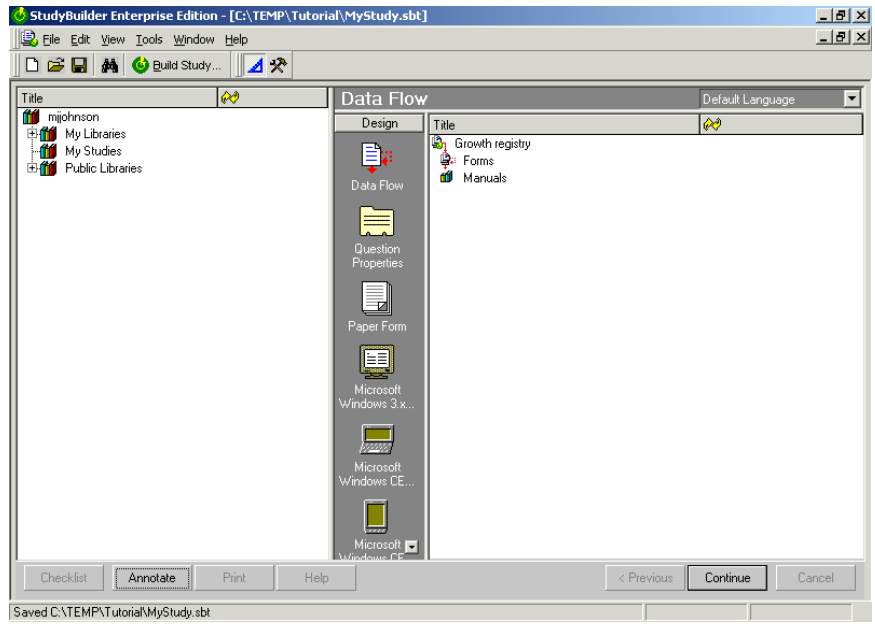 StudyBuilder Enterprise Edition - [C:\TEMP\Tutorial\MyStudy.sbt]
File Edit View Tools Window Help
Build Study...
Title
mjjohnson
My Libraries
My Studies
Public Libraries
Data Flow
Default Language
Design
Data Flow
Question
Properties
Paper Form
Microsoft
Windows 3.x...
Microsoft
Windows CE...
Microsoft
Windows CE
Title
Growth registry
Forms
Manuals
Checklist Annotate Print Help < Previous Continue Cancel
Saved C:\TEMP\Tutorial\MyStudy.sbt